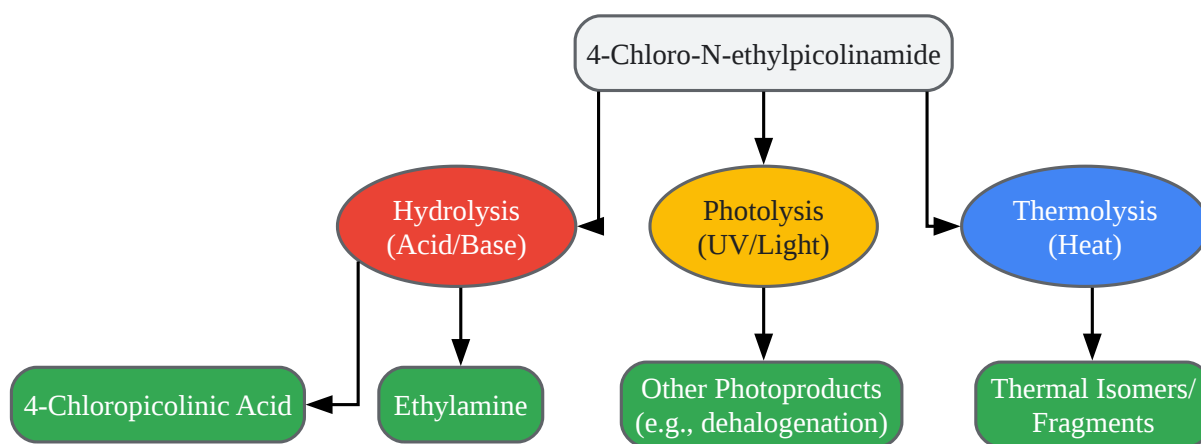 4-Chloro-N-ethylpicolinamide
Hydrolysis
(Acid/Base)
Photolysis
(UV/Light)
Thermolysis
(Heat)
4-Chloropicolinic Acid
Ethylamine
Other Photoproducts
(e.g., dehalogenation)
Thermal Isomers/
Fragments